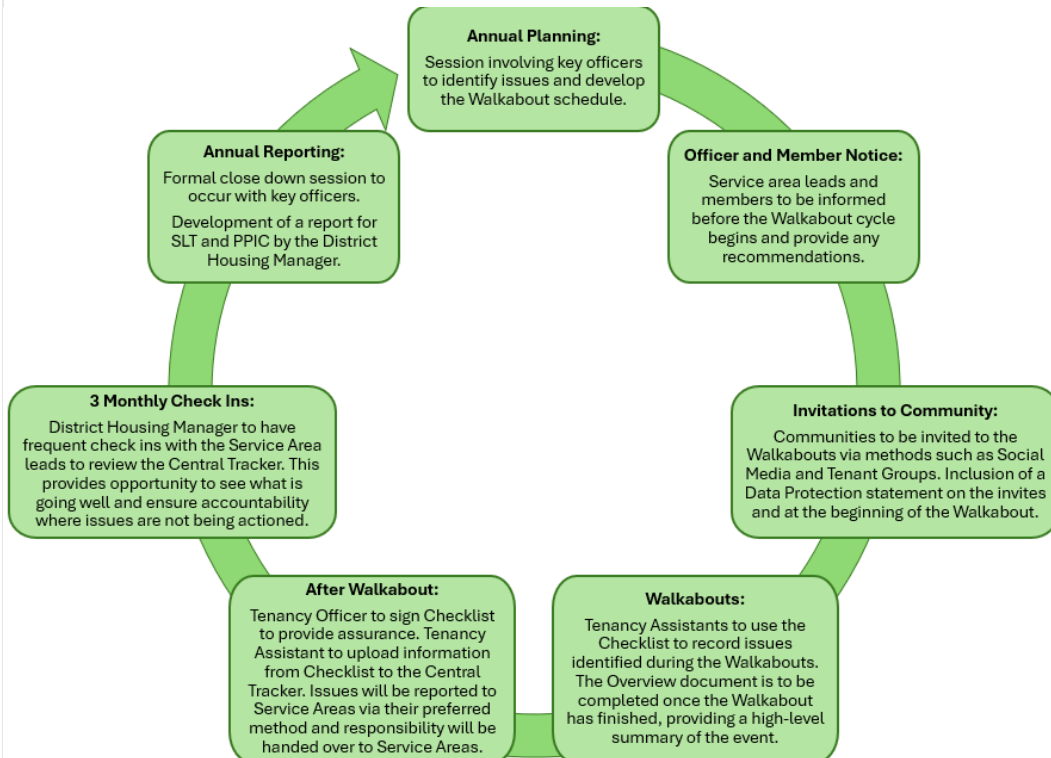 Annual Planning:
Session involving key officers
to identify issues and develop
the Walkabout schedule.
Officer and Member Notice:
Service area leads and
members to be informed
before the Walkabout cycle
begins and provide any
recommendations.
Invitations to Community:
Communities to be invited to the
Walkabouts via methods such as Social
Media and Tenant Groups. Inclusion of a
Data Protection statement on the invites
and at the beginning of the Walkabout.
Walkabouts:
Tenancy Assistants to use the
Checklist to record issues
identified during the Walkabouts.
The Overview document is to be
completed once the Walkabout
has finished, providing a high-level
summary of the event.
After Walkabout:
Tenancy Officer to sign Checklist
to provide assurance. Tenancy
Assistant to upload information
from Checklist to the Central
Tracker. Issues will be reported to
Service Areas via their preferred
method and responsibility will be
handed over to Service Areas.
3 Monthly Check Ins:
District Housing Manager to have
frequent check ins with the Service Area
leads to review the Central Tracker. This
provides opportunity to see what is
going well and ensure accountability
where issues are not being actioned.
Annual Reporting:
Formal close down session to
occur with key officers.
Development of a report for
SLT and PPIC by the District
Housing Manager.